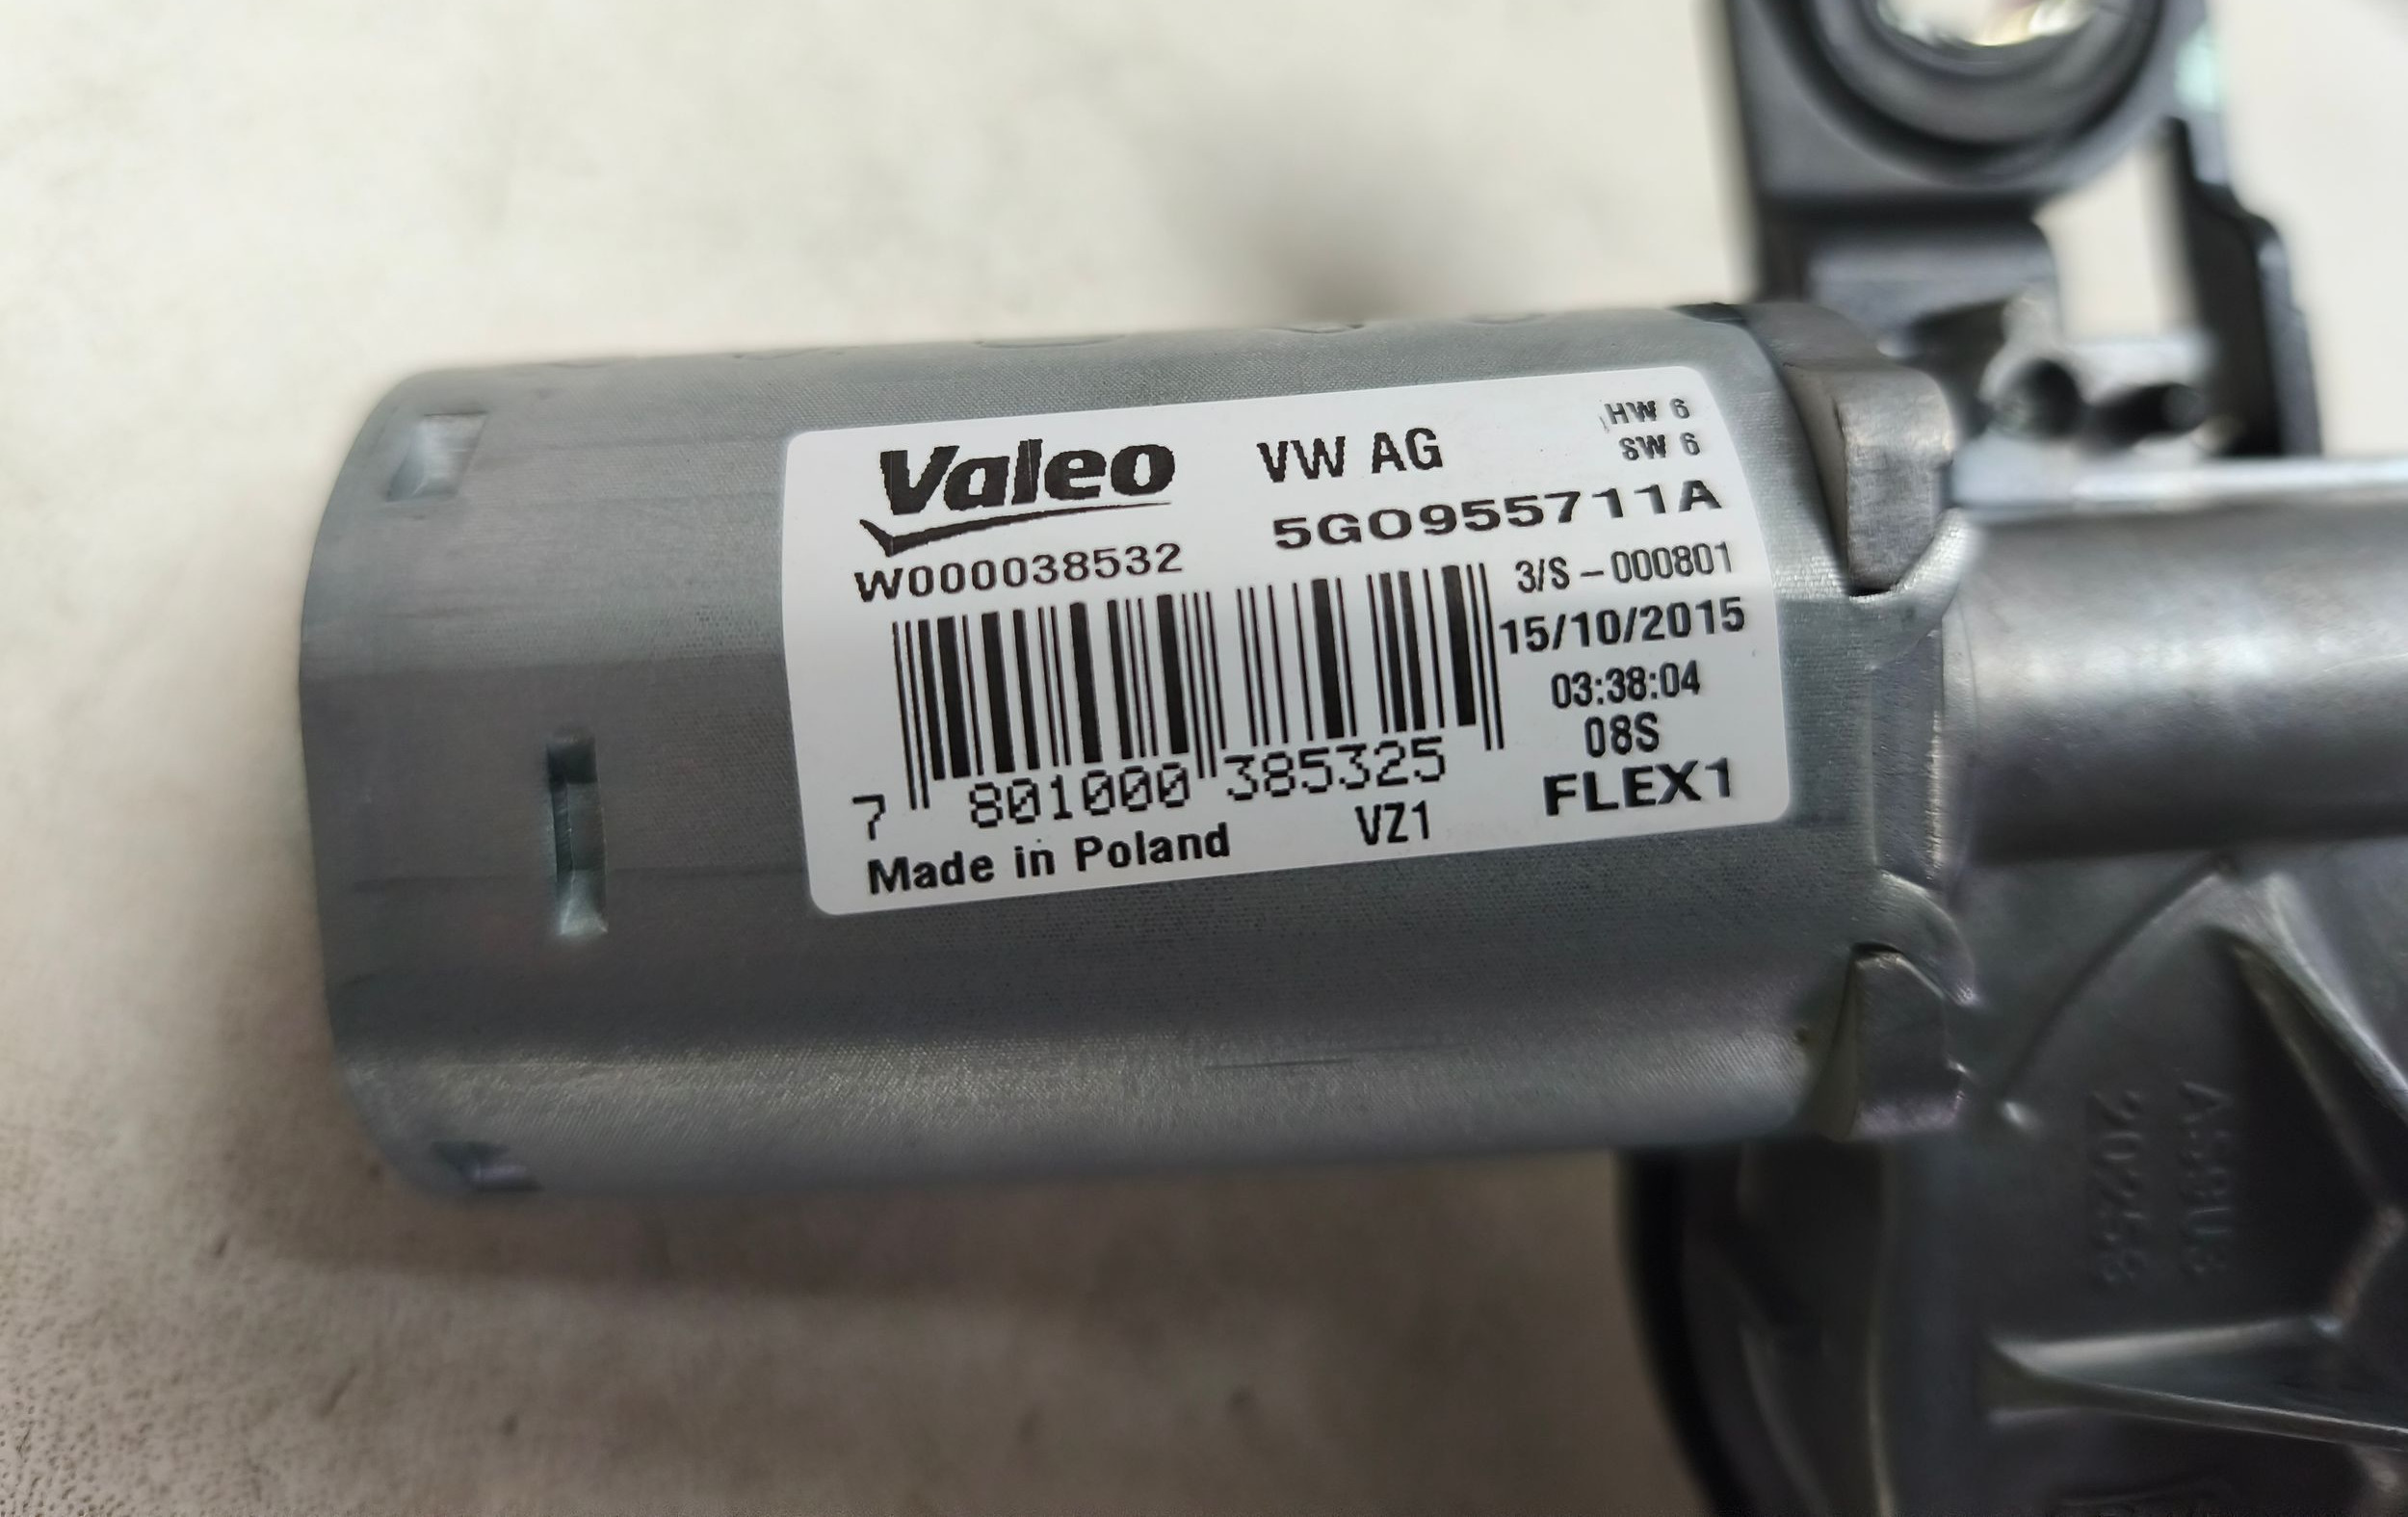 Valeo VW AG HW 6
SW 6
W000038532 5G0955711A
3/S - 000801
15/10/2015
03:38:04
08S
7 801000 385325 FLEX1
Made in Poland VZ1